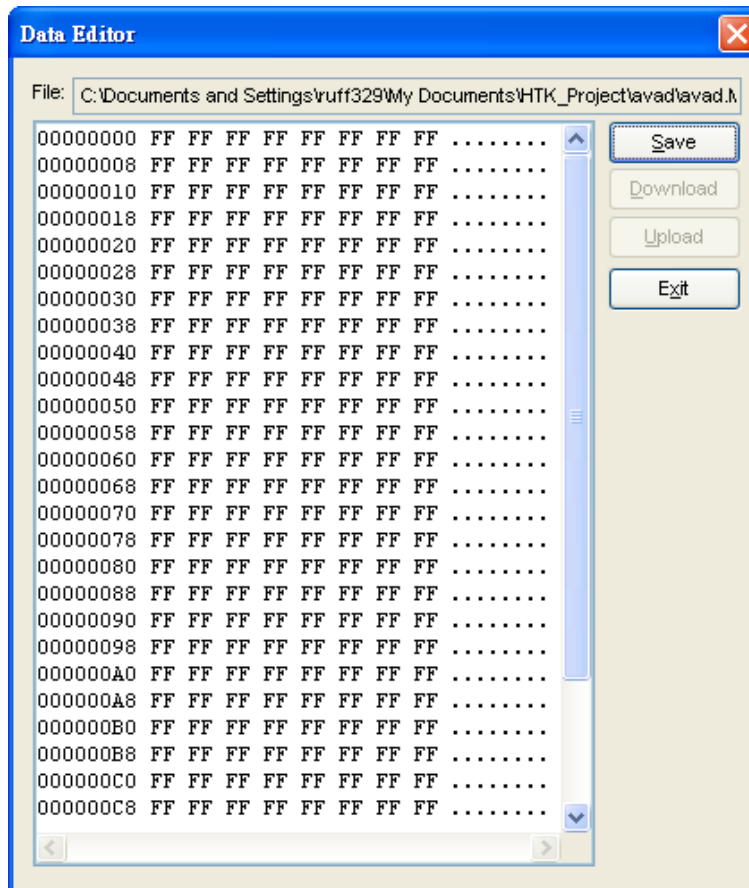 Data Editor
File: C:\Documents and Settings\ruff329\My Documents\HTK_Project\avad\avad.M
00000000 FF FF FF FF FF FF FF FF ........
00000008 FF FF FF FF FF FF FF FF ........
00000010 FF FF FF FF FF FF FF FF ........
00000018 FF FF FF FF FF FF FF FF ........
00000020 FF FF FF FF FF FF FF FF ........
00000028 FF FF FF FF FF FF FF FF ........
00000030 FF FF FF FF FF FF FF FF ........
00000038 FF FF FF FF FF FF FF FF ........
00000040 FF FF FF FF FF FF FF FF ........
00000048 FF FF FF FF FF FF FF FF ........
00000050 FF FF FF FF FF FF FF FF ........
00000058 FF FF FF FF FF FF FF FF ........
00000060 FF FF FF FF FF FF FF FF ........
00000068 FF FF FF FF FF FF FF FF ........
00000070 FF FF FF FF FF FF FF FF ........
00000078 FF FF FF FF FF FF FF FF ........
00000080 FF FF FF FF FF FF FF FF ........
00000088 FF FF FF FF FF FF FF FF ........
00000090 FF FF FF FF FF FF FF FF ........
00000098 FF FF FF FF FF FF FF FF ........
000000A0 FF FF FF FF FF FF FF FF ........
000000A8 FF FF FF FF FF FF FF FF ........
000000B0 FF FF FF FF FF FF FF FF ........
000000B8 FF FF FF FF FF FF FF FF ........
000000C0 FF FF FF FF FF FF FF FF ........
000000C8 FF FF FF FF FF FF FF FF ........
Save
Download
Upload
Exit